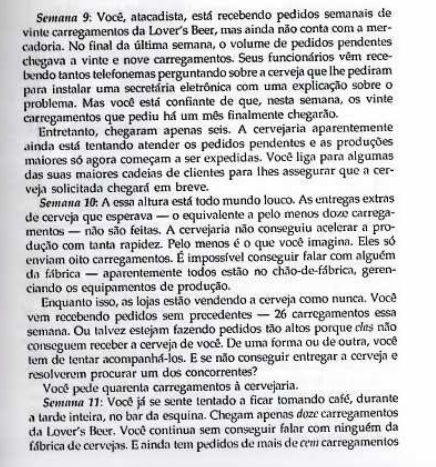 Semana 9: Você, atacadista, está recebendo pedidos semanais de
vinte carregamentos da Lover's Beer, mas ainda não conta com a mer-
cadoria. No final da última semana, o volume de pedidos pendentes
chegava a vinte e nove carregamentos. Seus funcionários vêm rece-
bendo tantos telefonemas perguntando sobre a cerveja que lhe pediram
para instalar uma secretária eletrônica com uma explicação sobre o
problema. Mas você está confiante de que, nesta semana, os vinte
carregamentos que pediu há um mês finalmente chegarão.
Entretanto, chegaram apenas seis. A cervejaria aparentemente
ainda está tentando atender os pedidos pendentes e as produções
maiores só agora começam a ser expedidas. Você liga para algumas
das suas maiores cadeias de clientes para lhes assegurar que a cer-
veja solicitada chegará em breve.
Semana 10: A essa altura está todo mundo louco. As entregas extras
de cerveja que esperava — o equivalente a pelo menos doze carrega-
mentos — não são feitas. A cervejaria não conseguiu acelerar a pro-
dução com tanta rapidez. Pelo menos é o que você imagina. Eles só
enviam oito carregamentos. É impossível conseguir falar com alguém
da fábrica — aparentemente todos estão no chão-de-fábrica, geren-
ciando os equipamentos de produção.
Enquanto isso, as lojas estão vendendo a cerveja como nunca. Você
vem recebendo pedidos sem precedentes — 26 carregamentos essa
semana. Ou talvez estejam fazendo pedidos tão altos porque elas não
conseguem receber a cerveja de você. De uma forma ou de outra, você
tem de tentar acompanhá-los. E se não conseguir entregar a cerveja e
resolverem procurar um dos concorrentes?
Você pede quarenta carregamentos à cervejaria.
Semana 11: Você já se sente tentado a ficar tomando café, durante
a tarde inteira, no bar da esquina. Chegam apenas doze carregamentos
da Lover's Beer. Você continua sem conseguir falar com ninguém da
fábrica de cervejas. E ainda tem pedidos de mais de cem carregamentos